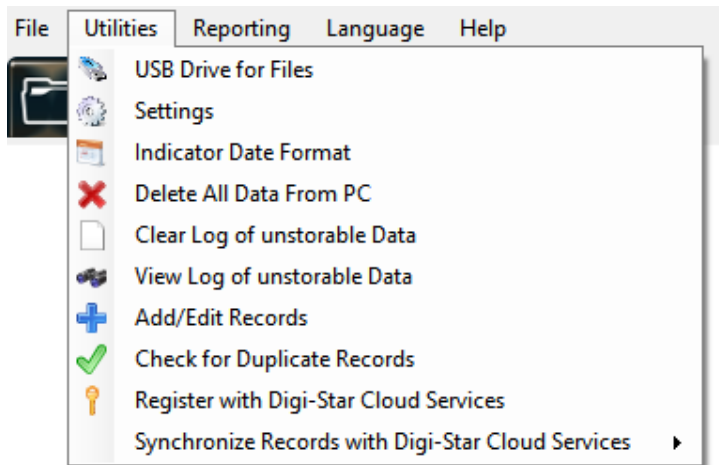 File Utilities Reporting Language Help
USB Drive for Files
Settings
Indicator Date Format
Delete All Data From PC
Clear Log of unstorable Data
View Log of unstorable Data
Add/Edit Records
Check for Duplicate Records
Register with Digi-Star Cloud Services
Synchronize Records with Digi-Star Cloud Services